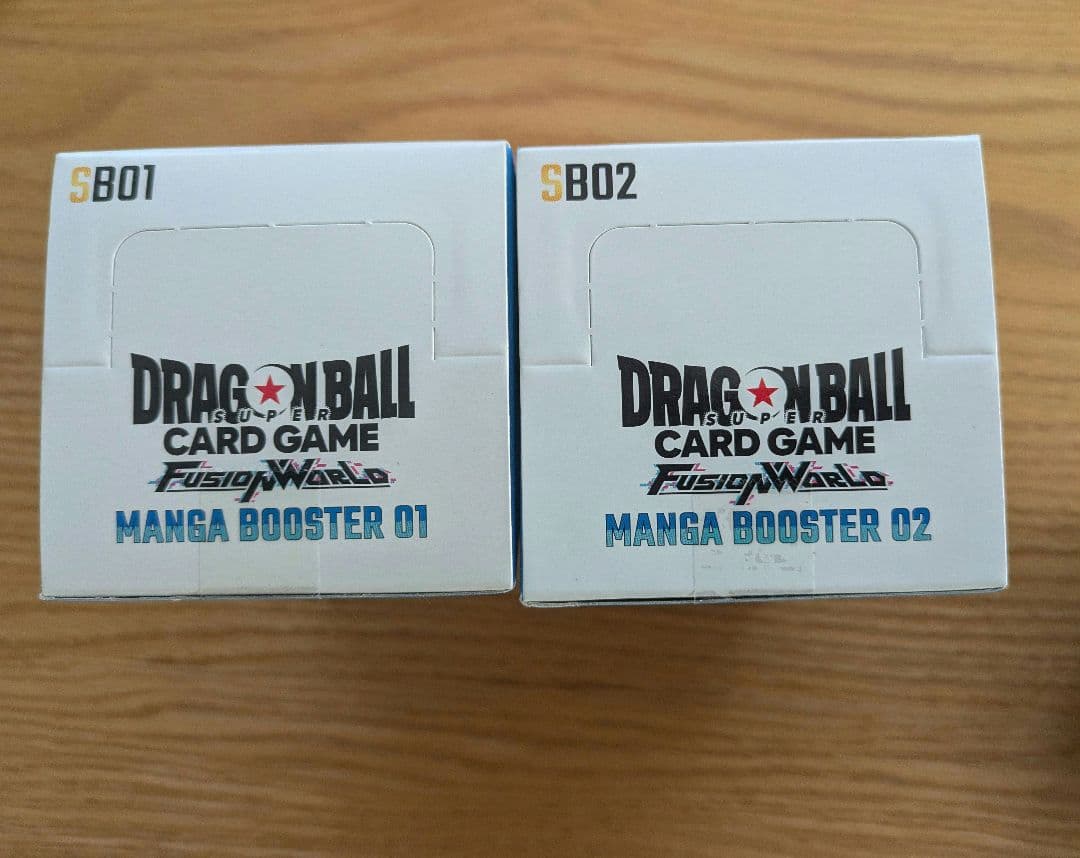 SB01
DRAGON BALL
SUPER
CARD GAME
FUSION WORLD
MANGA BOOSTER 01
SB02
DRAGON BALL
SUPER
CARD GAME
FUSION WORLD
MANGA BOOSTER 02